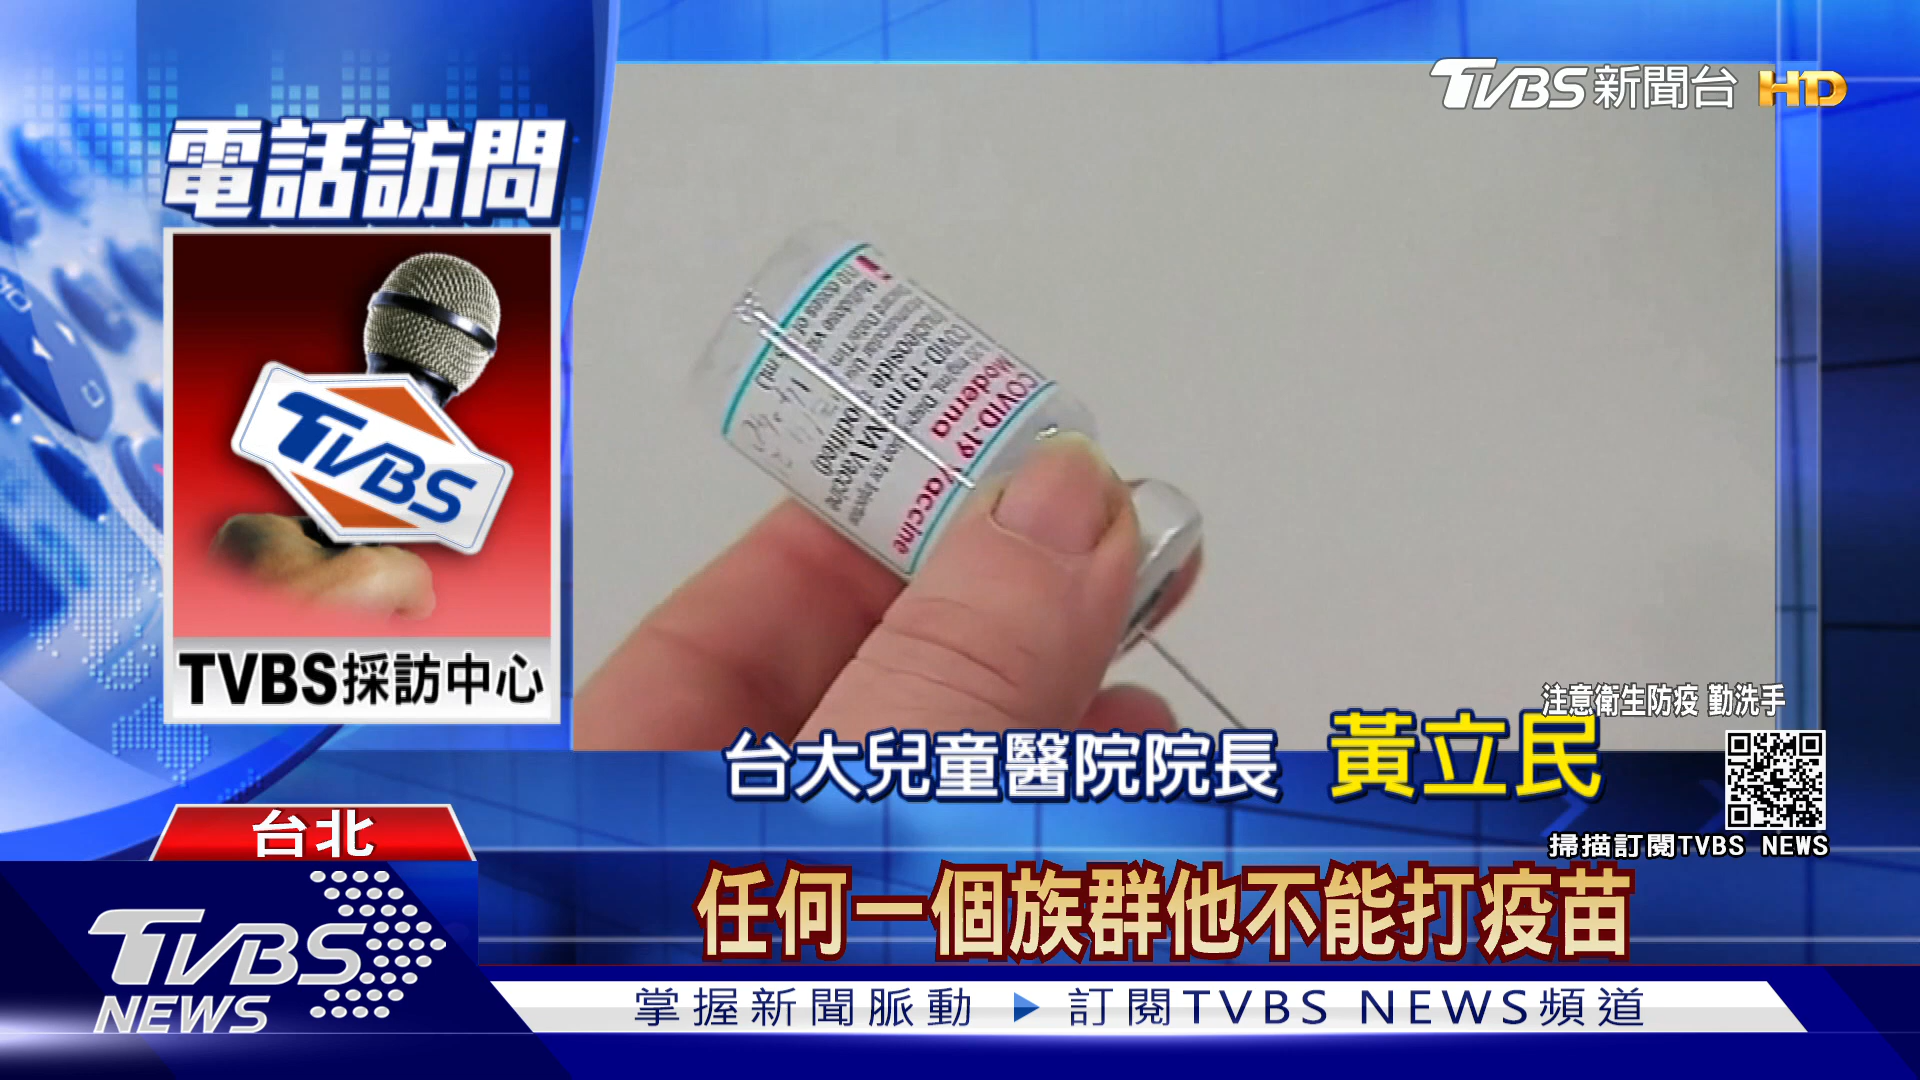 TVBS新聞台 HD
電話訪問
TVBS
TVBS採訪中心
COVID-19 Vaccine
Moderna
COVID-19 mRNA Vaccine
注意衛生防疫 勤洗手
台大兒童醫院院長 黃立民
掃描訂閱TVBS NEWS
台北
任何一個族群他不能打疫苗
TVBS
NEWS
掌握新聞脈動 ▶ 訂閱TVBS NEWS頻道